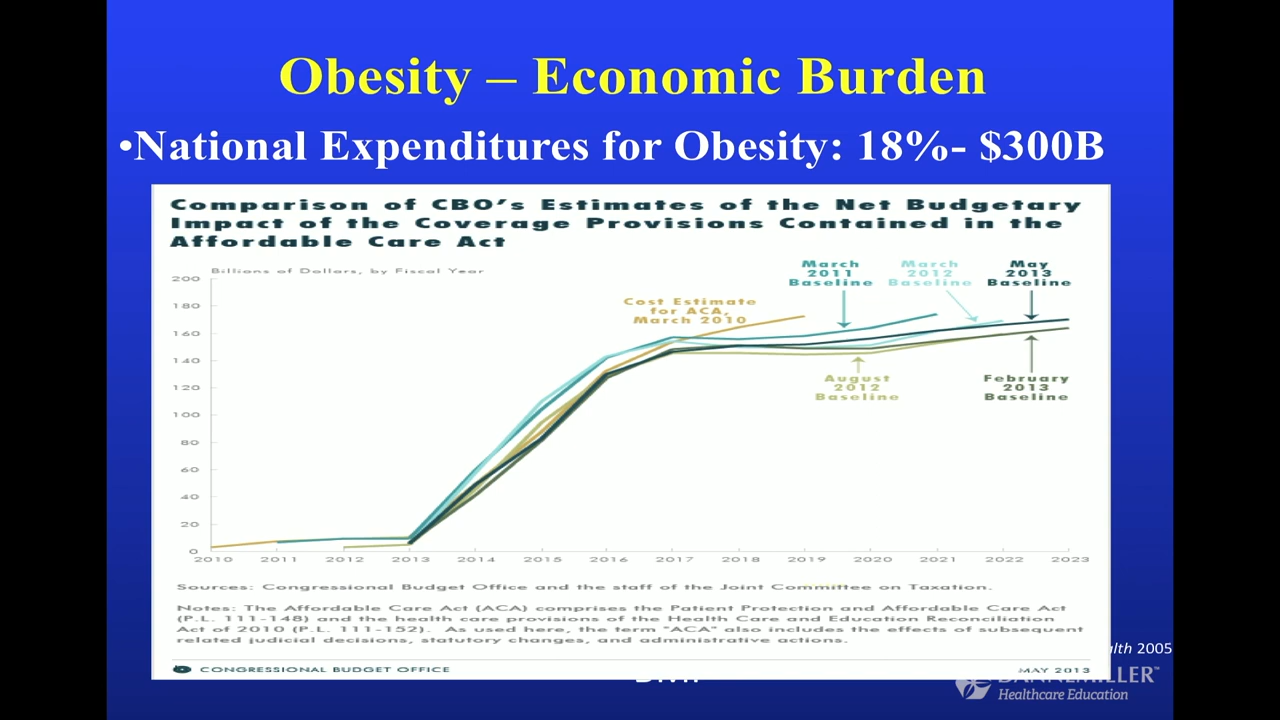 Obesity – Economic Burden
•National Expenditures for Obesity: 18%- $300B
Comparison of CBO's Estimates of the Net Budgetary
Impact of the Coverage Provisions Contained in the
Affordable Care Act
Billions of Dollars, by Fiscal Year
200
180
160
140
120
100
80
60
40
20
0
Cost Estimate
for ACA,
March 2010
March
2011
Baseline
March
2012
Baseline
May
2013
Baseline
August
2012
Baseline
February
2013
Baseline
2010 2011 2012 2013 2014 2015 2016 2017 2018 2019 2020 2021 2022 2023
Sources: Congressional Budget Office and the staff of the Joint Committee on Taxation.
Notes: The Affordable Care Act (ACA) comprises the Patient Protection and Affordable Care Act
(P.L. 111-148) and the health care provisions of the Health Care and Education Reconciliation
Act of 2010 (P.L. 111-152). As used here, the term "ACA" also includes the effects of subsequent
related judicial decisions, statutory changes, and administrative actions.
CONGRESSIONAL BUDGET OFFICE MAY 2013
2005
DANNEMILLER™
Healthcare Education